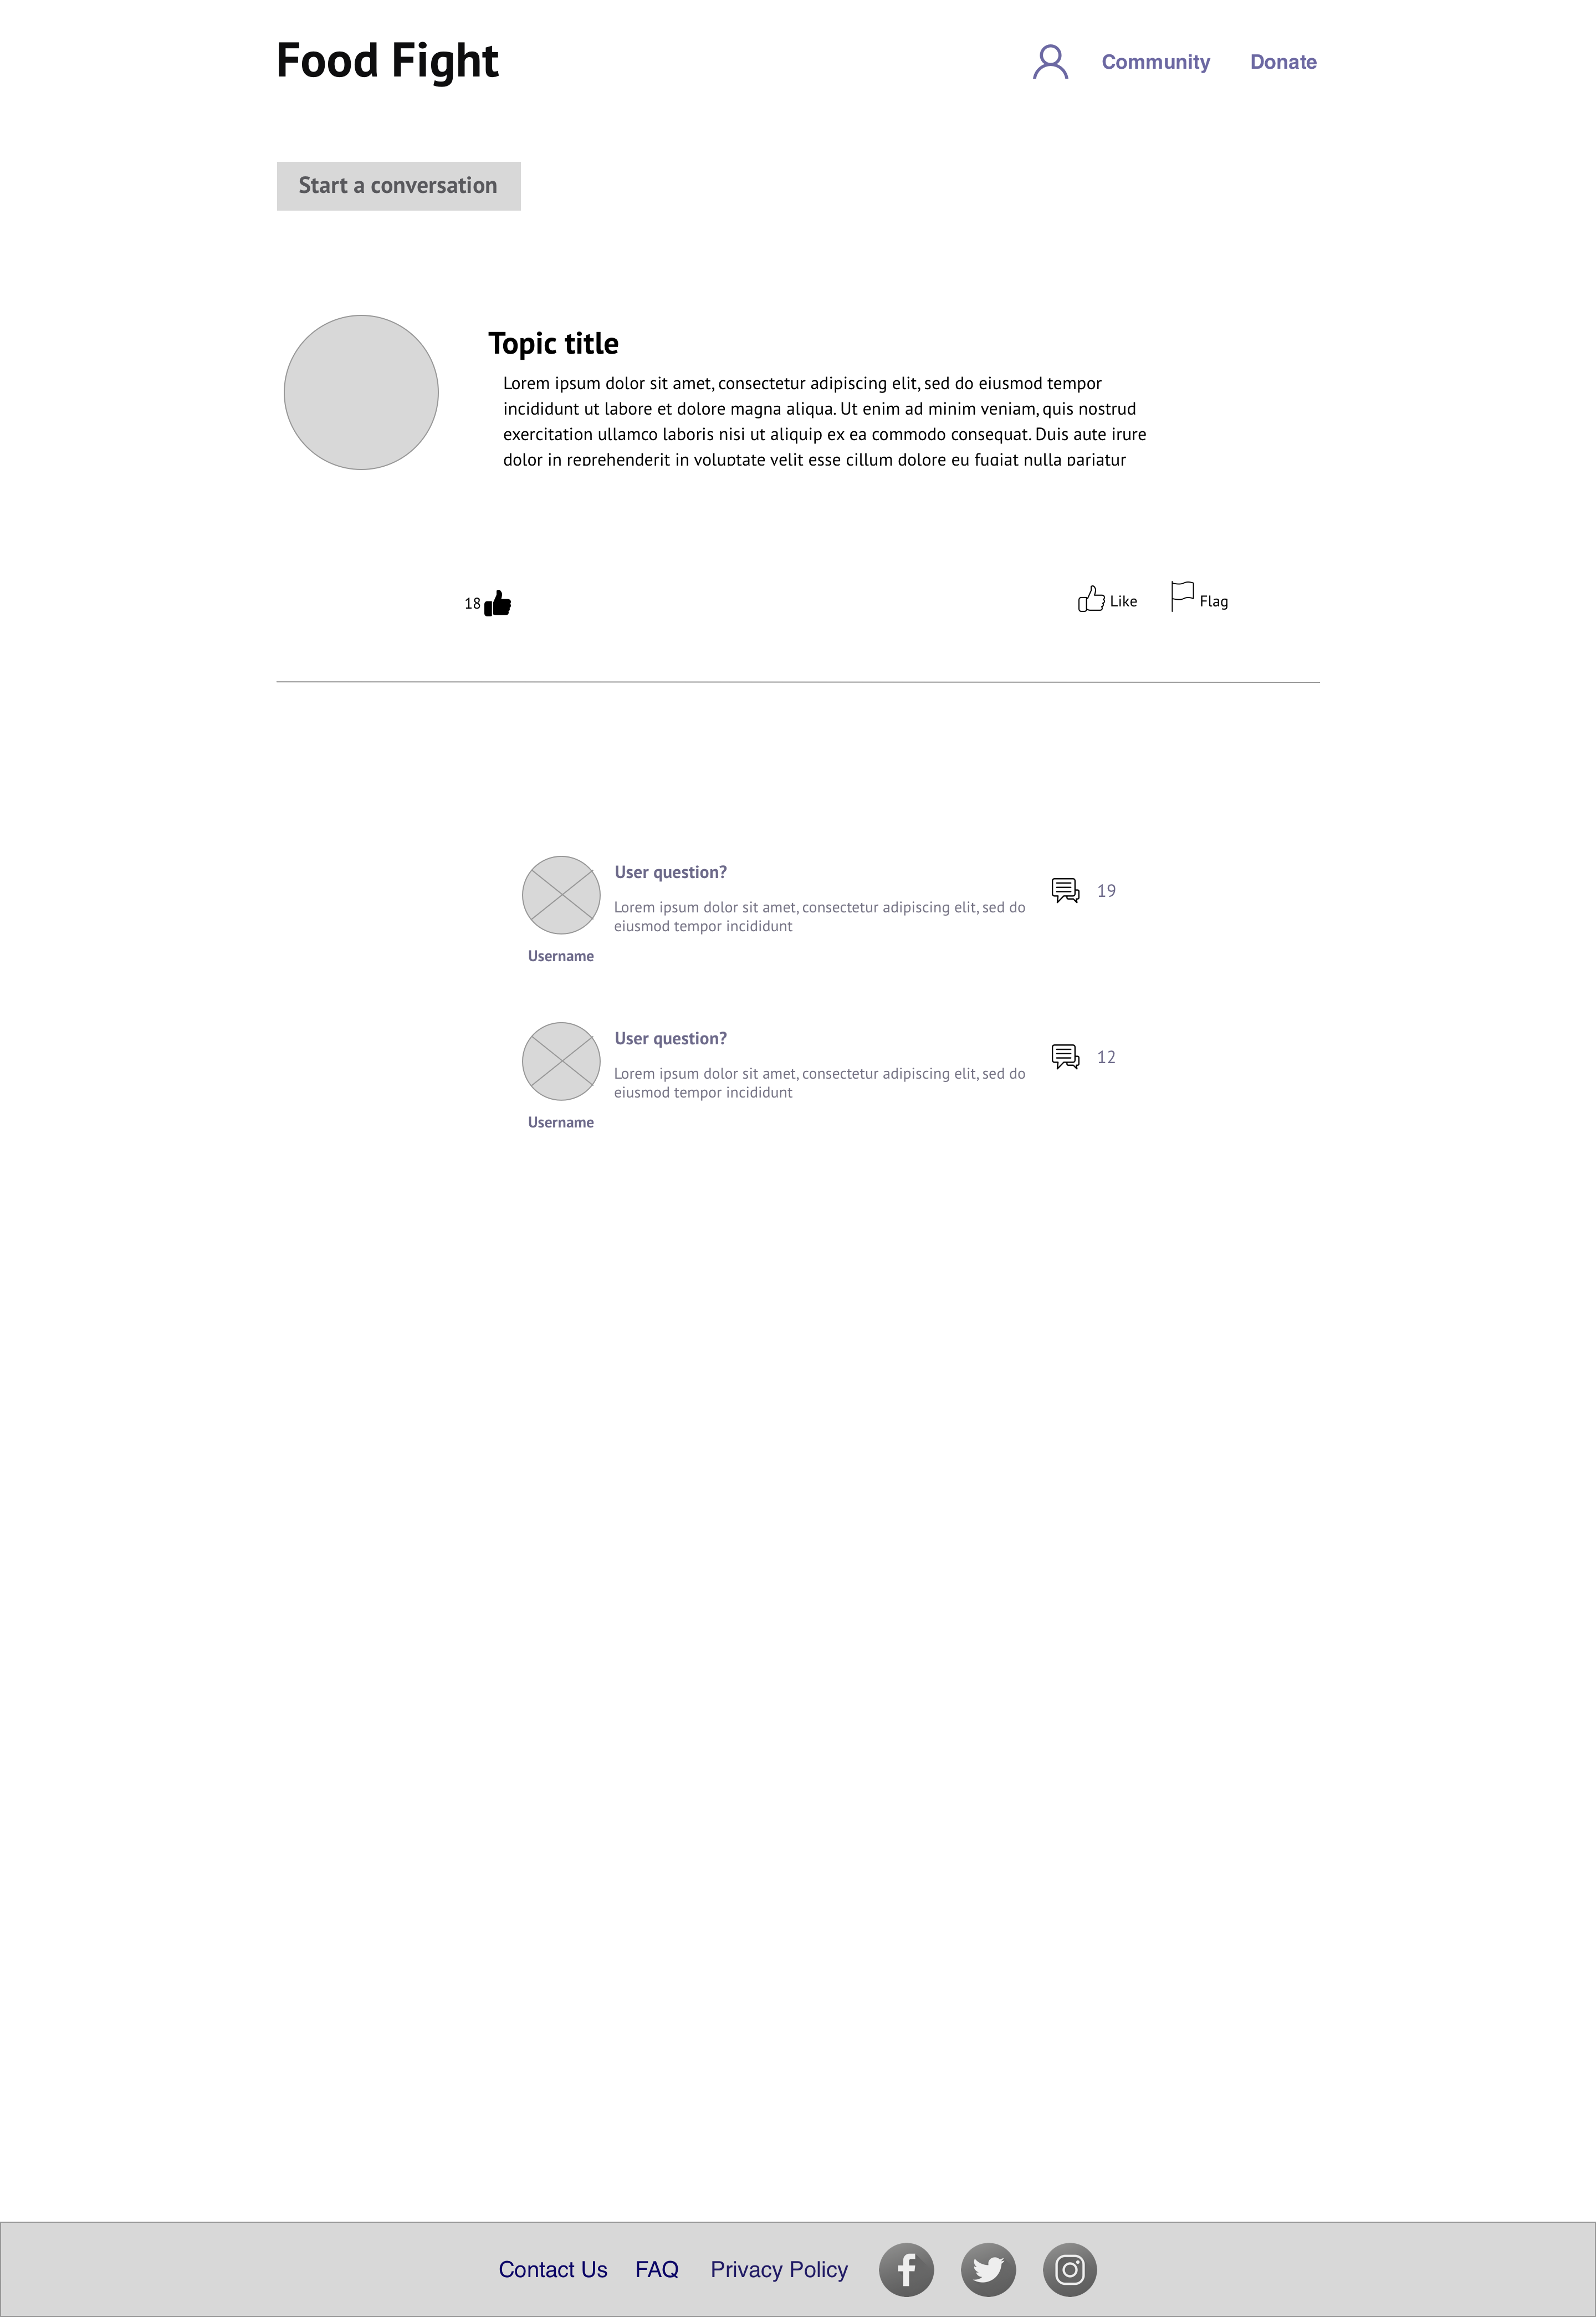 Food Fight
Community
Donate
Start a conversation
Topic title
Lorem ipsum dolor sit amet, consectetur adipiscing elit, sed do eiusmod tempor
incididunt ut labore et dolore magna aliqua. Ut enim ad minim veniam, quis nostrud
exercitation ullamco laboris nisi ut aliquip ex ea commodo consequat. Duis aute irure
dolor in reprehenderit in voluptate velit esse cillum dolore eu fugiat nulla pariatur
18
Like
Flag
User question?
19
Lorem ipsum dolor sit amet, consectetur adipiscing elit, sed do
eiusmod tempor incididunt
Username
User question?
12
Lorem ipsum dolor sit amet, consectetur adipiscing elit, sed do
eiusmod tempor incididunt
Username
Contact Us
FAQ
Privacy Policy